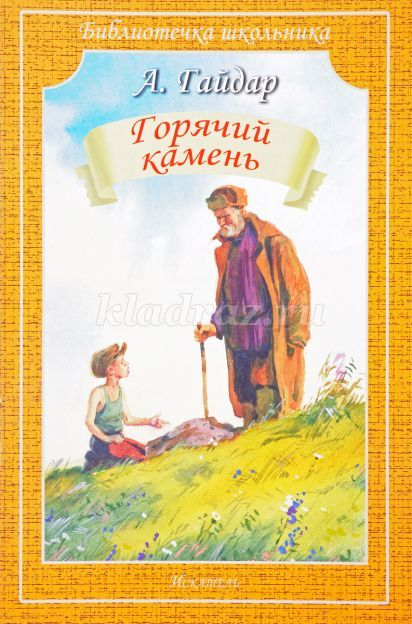 Библиотечка школьника
А. Гайдар
Горячий
камень
kladraz.ru
Искатель